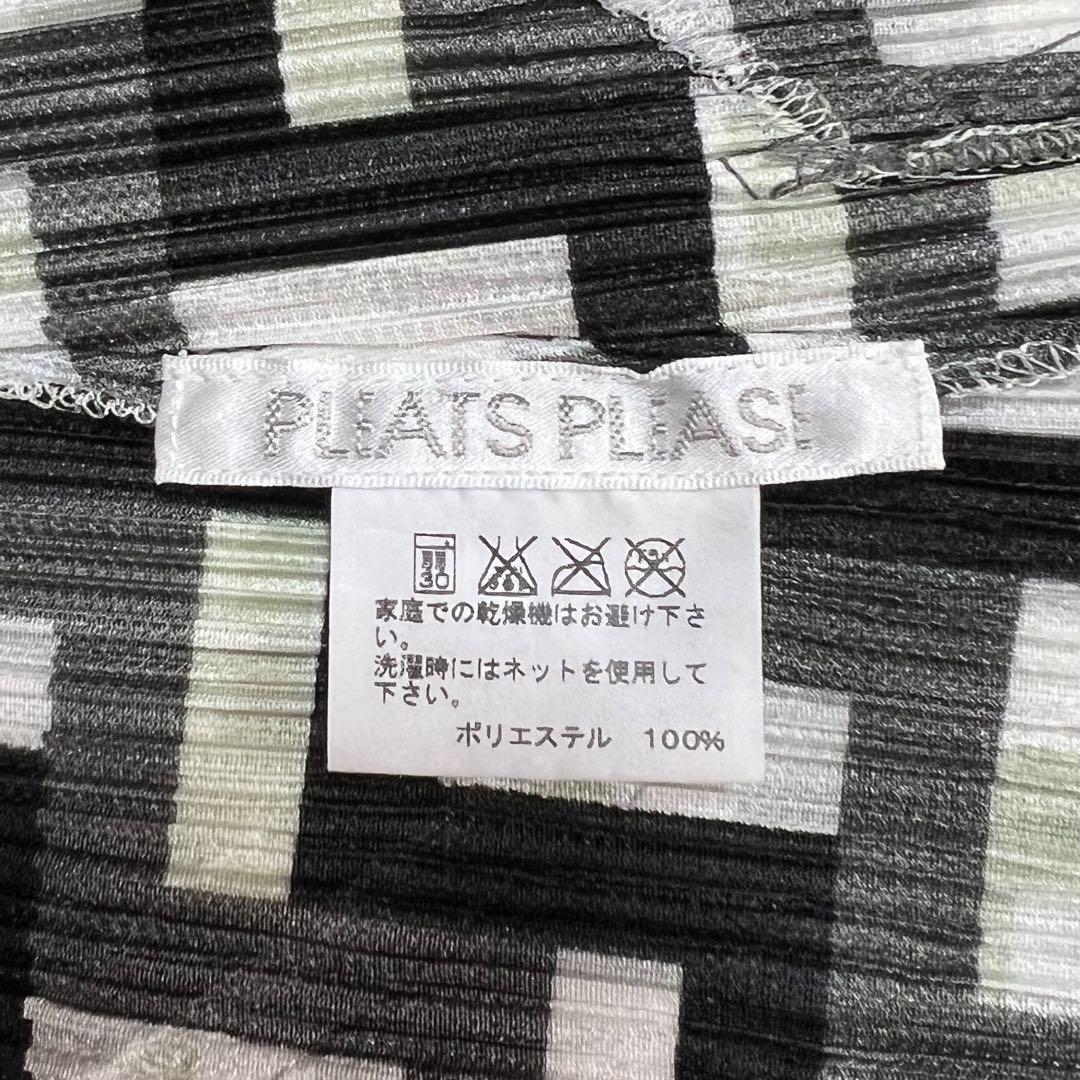 PLEATS PLEASE
家庭での乾燥機はお避け下さ
い。
洗濯時にはネットを使用して
下さい。
ポリエステル 100%